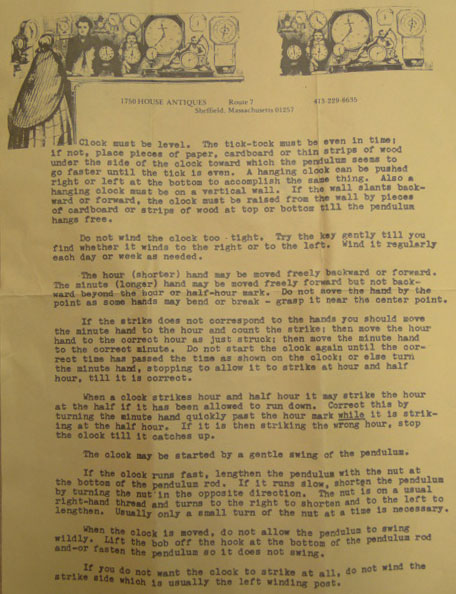 1750 HOUSE ANTIQUES Route 7 413-229-6635
Sheffield, Massachusetts 01257
Clock must be level. The tick-tock must be even in time;
if not, place pieces of paper, cardboard or thin strips of wood
under the side of the clock toward which the pendulum seems to
go faster until the tick is even. A hanging clock can be pushed
right or left at the bottom to accomplish the same thing. Also a
hanging clock must be on a vertical wall. If the wall slants back-
ward or forward, the clock must be raised from the wall by pieces
of cardboard or strips of wood at top or bottom till the pendulum
hangs free.
Do not wind the clock too tight. Try the key gently till you
find whether it winds to the right or to the left. Wind it regularly
each day or week as needed.
The hour (shorter) hand may be moved freely backward or forward.
The minute (longer) hand may be moved freely forward but not back-
ward beyond the hour or half-hour mark. Do not move the hand by the
point as some hands may bend or break - grasp it near the center point.
If the strike does not correspond to the hands you should move
the minute hand to the hour and count the strike; then move the hour
hand to the correct hour as just struck; then move the minute hand
to the correct minute. Do not start the clock again until the cor-
rect time has passed the time as shown on the clock; or else turn
the minute hand, stopping to allow it to strike at hour and half
hour, till it is correct.
When a clock strikes hour and half hour it may strike the hour
at the half if it has been allowed to run down. Correct this by
turning the minute hand quickly past the hour mark while it is strik-
ing at the half hour. If it is then striking the wrong hour, stop
the clock till it catches up.
The clock may be started by a gentle swing of the pendulum.
If the clock runs fast, lengthen the pendulum with the nut at
the bottom of the pendulum rod. If it runs slow, shorten the pendulum
by turning the nut in the opposite direction. The nut is on a usual
right-hand thread and turns to the right to shorten and to the left to
lengthen. Usually only a small turn of the nut at a time is necessary.
When the clock is moved, do not allow the pendulum to swing
wildly. Lift the bob off the hook at the bottom of the pendulum rod
and-or fasten the pendulum so it does not swing.
If you do not want the clock to strike at all, do not wind the
strike side which is usually the left winding post.